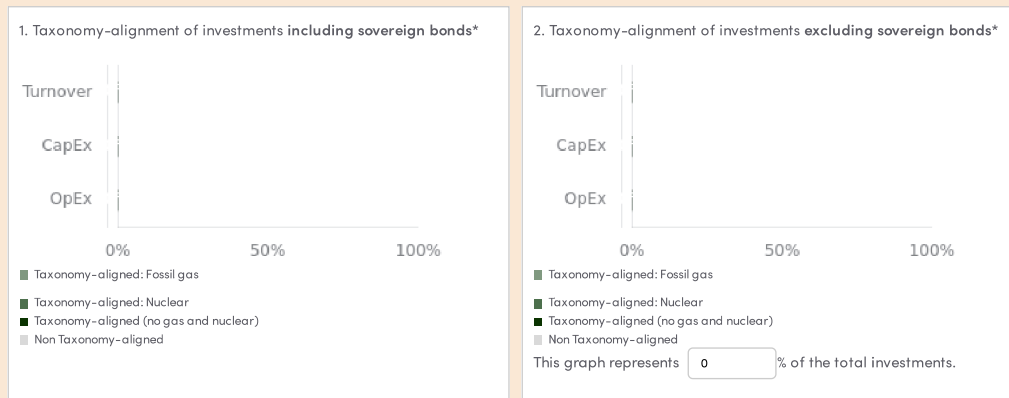 1. Taxonomy-alignment of investments including sovereign bonds*
Turnover
CapEx
OpEx
0% 50% 100%
Taxonomy-aligned: Fossil gas
Taxonomy-aligned: Nuclear
Taxonomy-aligned (no gas and nuclear)
Non Taxonomy-aligned
2. Taxonomy-alignment of investments excluding sovereign bonds*
Turnover
CapEx
OpEx
0% 50% 100%
Taxonomy-aligned: Fossil gas
Taxonomy-aligned: Nuclear
Taxonomy-aligned (no gas and nuclear)
Non Taxonomy-aligned
This graph represents 0 % of the total investments.